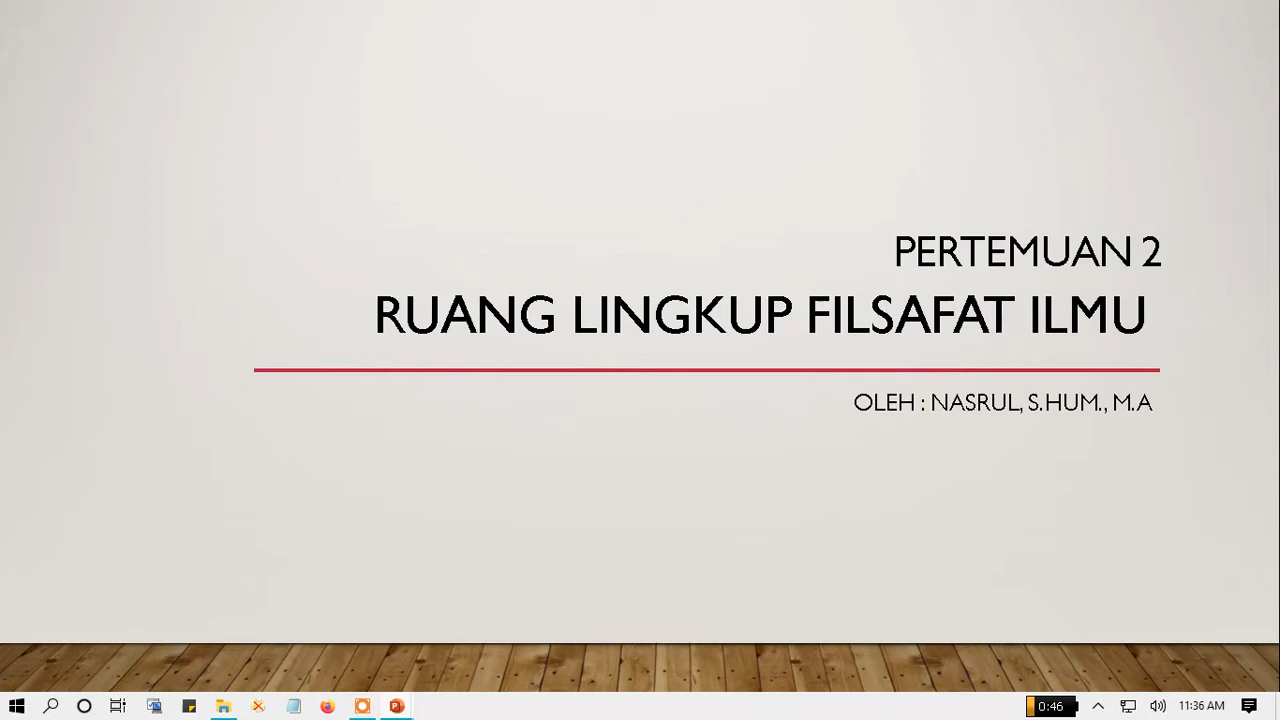 PERTEMUAN 2
RUANG LINGKUP FILSAFAT ILMU
OLEH : NASRUL, S.HUM., M.A
0:46
11:36 AM